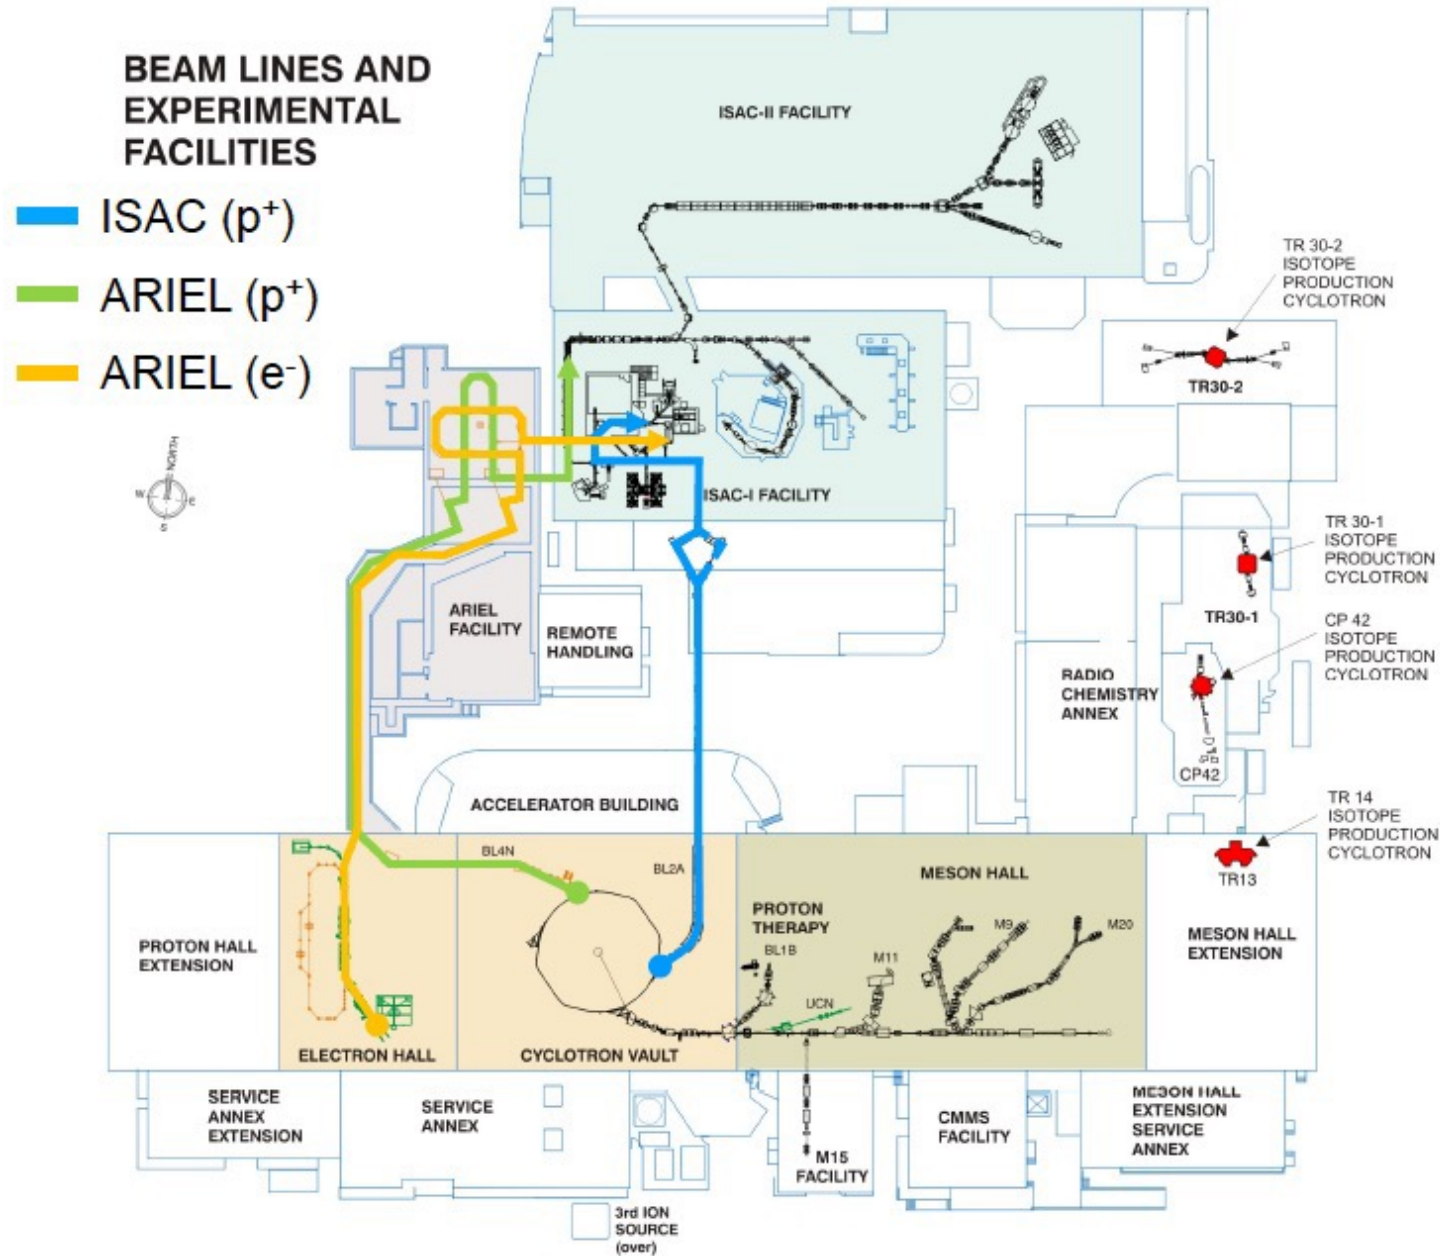 BEAM LINES AND
EXPERIMENTAL
FACILITIES
ISAC (p⁺)
ARIEL (p⁺)
ARIEL (e⁻)
NORTH
W
E
S
ISAC-II FACILITY
TR 30-2
ISOTOPE
PRODUCTION
CYCLOTRON
TR30-2
ISAC-I FACILITY
TR 30-1
ISOTOPE
PRODUCTION
CYCLOTRON
TR30-1
CP 42
ISOTOPE
PRODUCTION
CYCLOTRON
CP42
ARIEL
FACILITY
REMOTE
HANDLING
RADIO
CHEMISTRY
ANNEX
ACCELERATOR BUILDING
TR 14
ISOTOPE
PRODUCTION
CYCLOTRON
TR13
BL4N
BL2A
MESON HALL
PROTON HALL
EXTENSION
PROTON
THERAPY
BL1B
M11
M9
M20
UCN
MESON HALL
EXTENSION
ELECTRON HALL
CYCLOTRON VAULT
SERVICE
ANNEX
EXTENSION
SERVICE
ANNEX
M15
FACILITY
CMMS
FACILITY
MESON HALL
EXTENSION
SERVICE
ANNEX
3rd ION
SOURCE
(over)